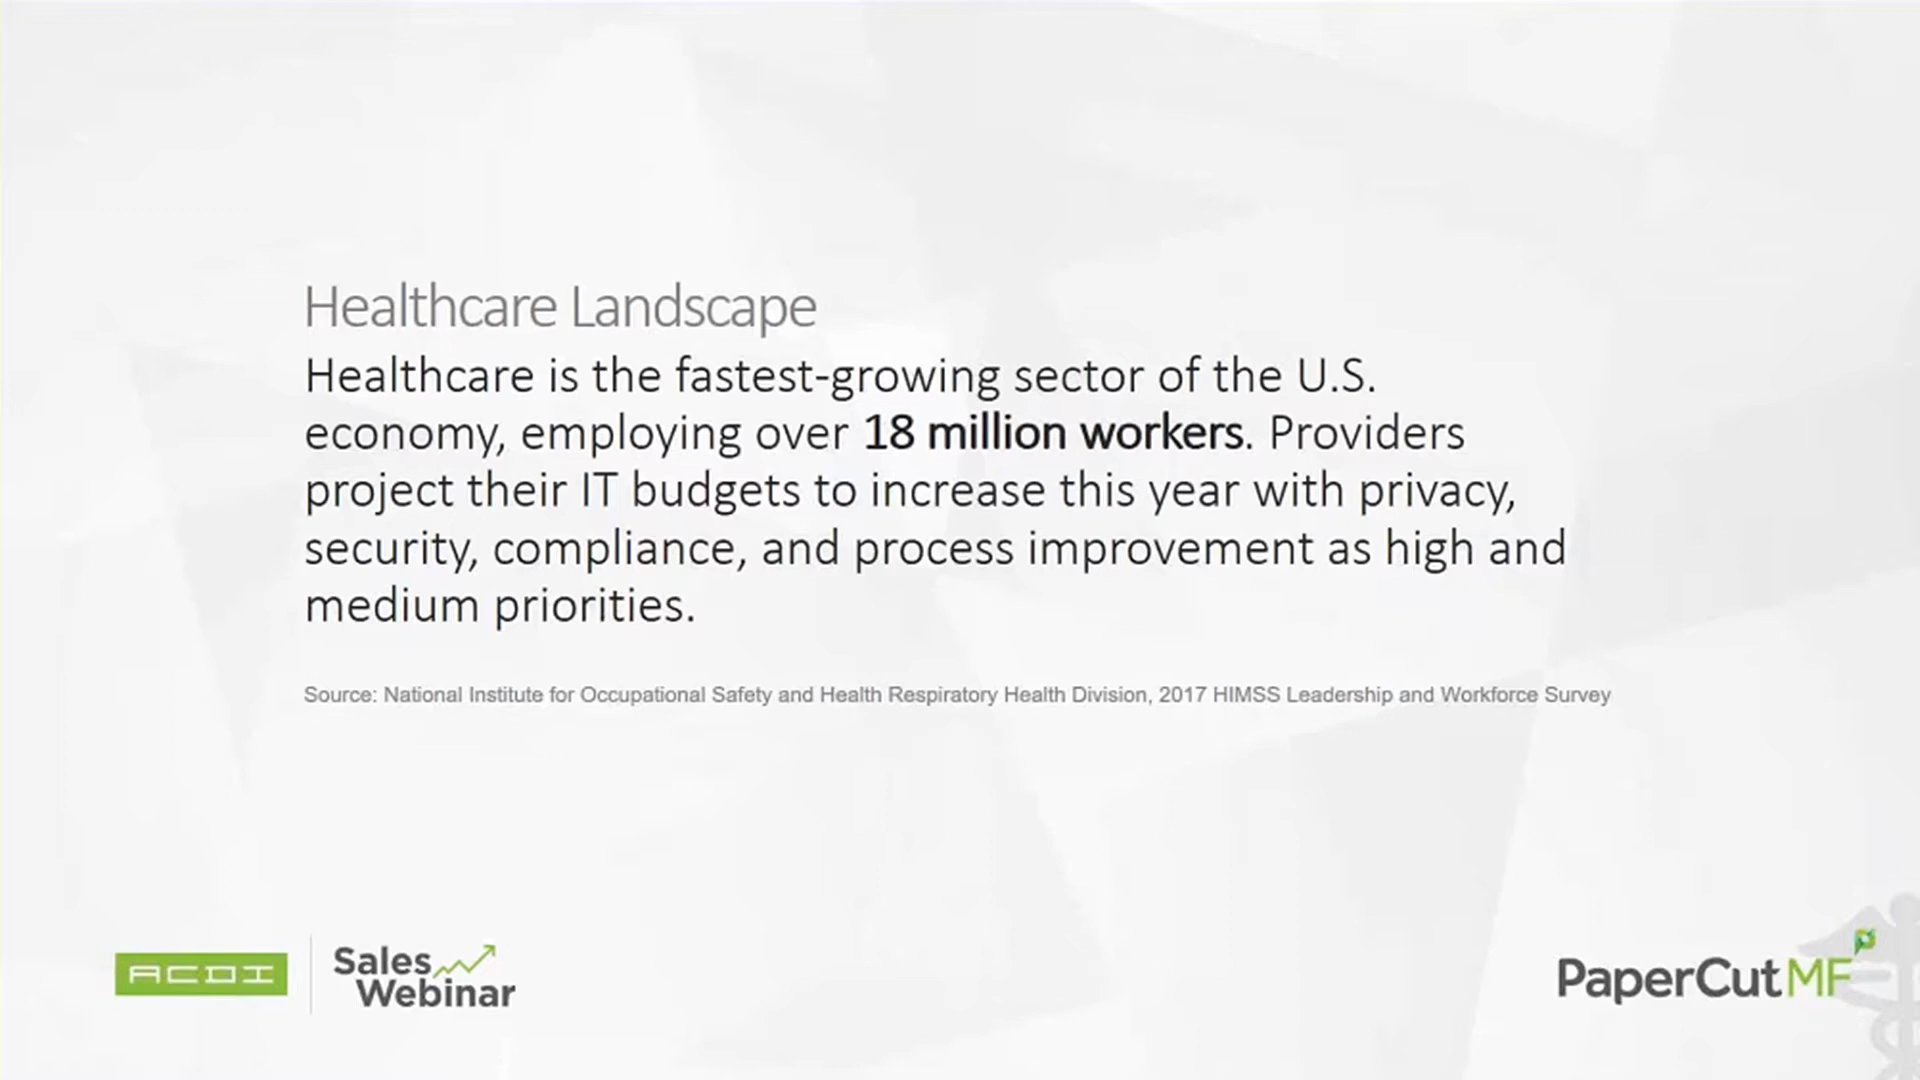 Healthcare Landscape
Healthcare is the fastest-growing sector of the U.S.
economy, employing over 18 million workers. Providers
project their IT budgets to increase this year with privacy,
security, compliance, and process improvement as high and
medium priorities.
Source: National Institute for Occupational Safety and Health Respiratory Health Division, 2017 HIMSS Leadership and Workforce Survey
ACDI
Sales
Webinar
PaperCut MF